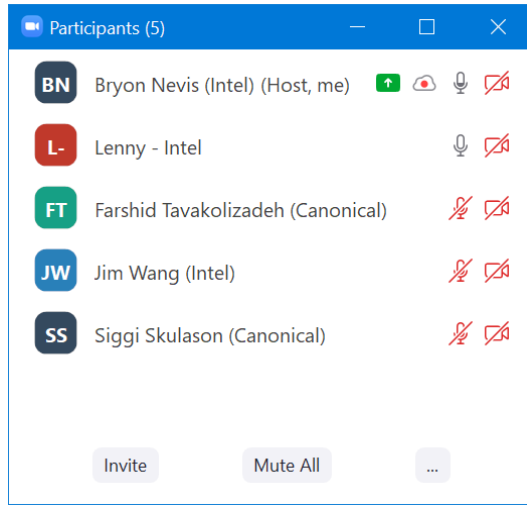 Participants (5)
BN Bryon Nevis (Intel) (Host, me)
L- Lenny - Intel
FT Farshid Tavakolizadeh (Canonical)
JW Jim Wang (Intel)
SS Siggi Skulason (Canonical)
Invite Mute All ...